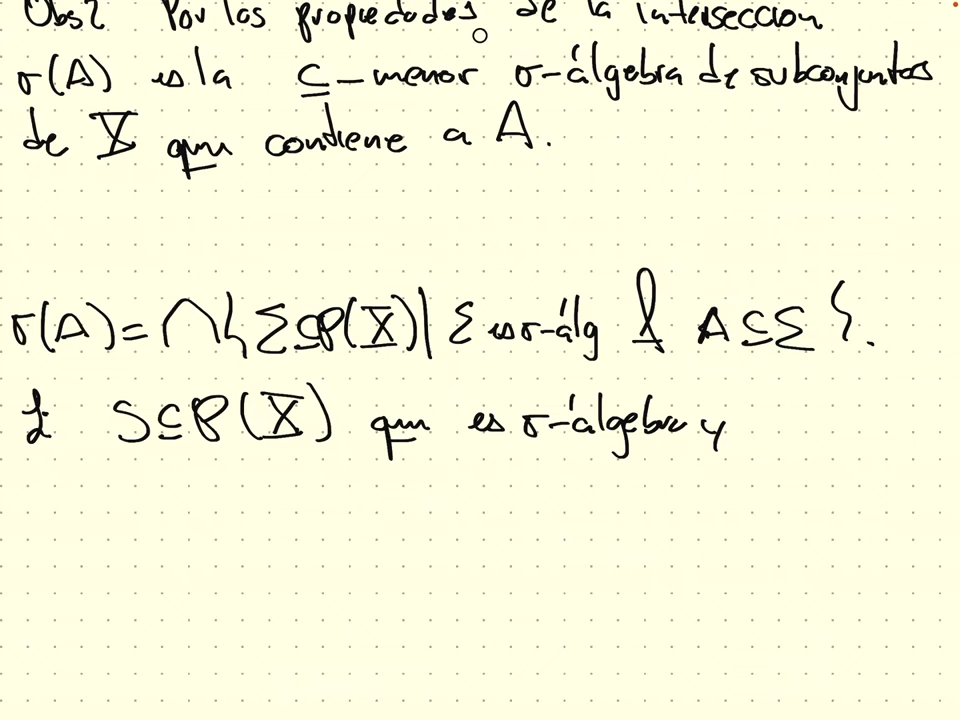 Obs2 Por las propiedades de la intersección
σ(A) es la ⊆-menor σ-álgebra de subconjuntos
de X que contiene a A.
σ(A) = ∩{Σ⊆P(X) | Σ es σ-álg & A⊆Σ}.
S⊆P(X) que es σ-álgebra y